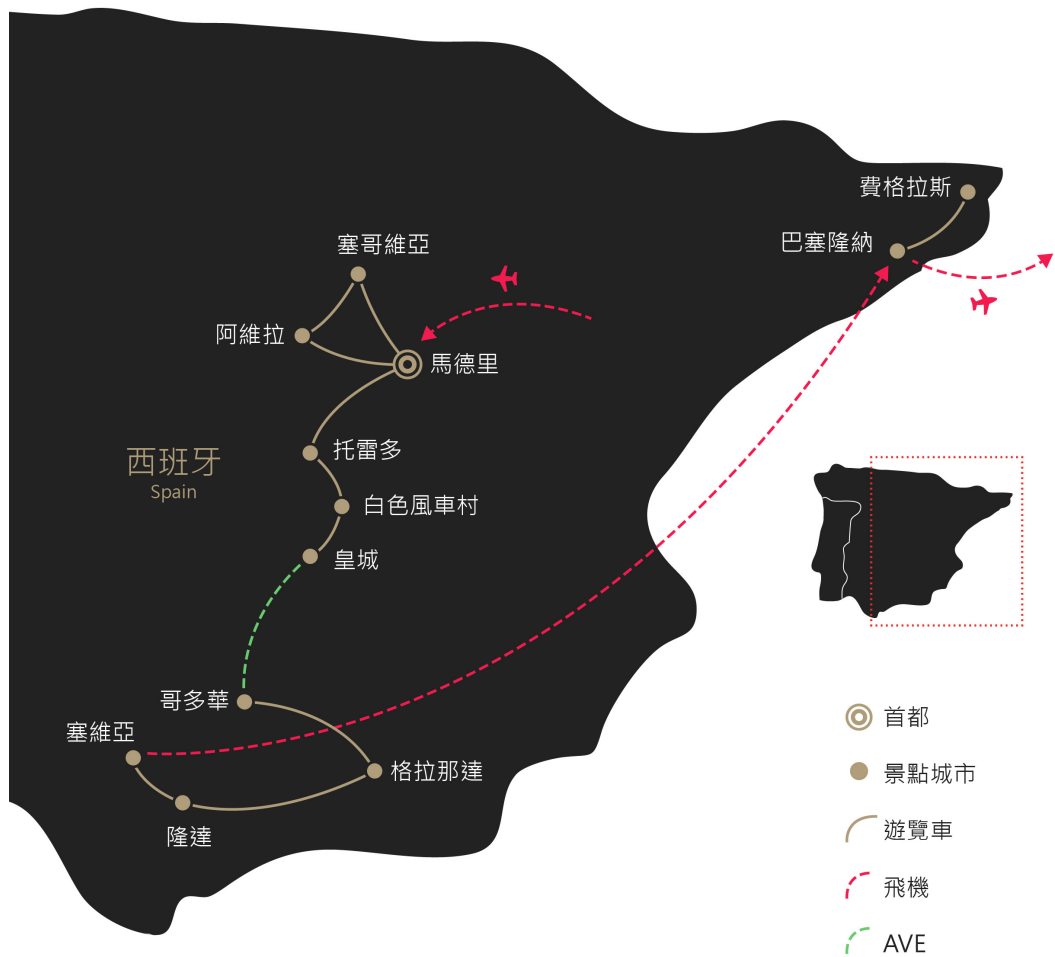 費格拉斯
巴塞隆納
塞哥維亞
阿維拉
馬德里
托雷多
西班牙
Spain
白色風車村
皇城
哥多華
塞維亞
格拉那達
隆達
首都
景點城市
遊覽車
飛機
AVE